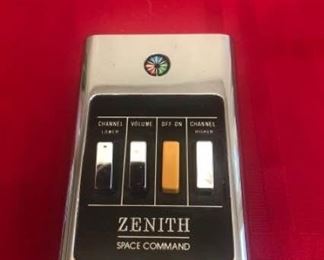 CHANNEL VOLUME OFF ON CHANNEL
LOWER HIGHER
ZENITH
SPACE COMMAND